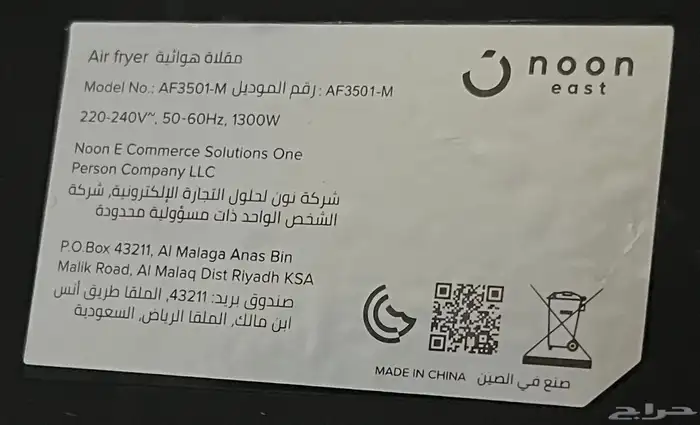 Air fryer مقلاة هوائية
noon
east
Model No.: AF3501-M رقم الموديل: AF3501-M
220-240V~, 50-60Hz, 1300W
Noon E Commerce Solutions One
Person Company LLC
شركة نون لحلول التجارة الإلكترونية, شركة
الشخص الواحد ذات مسؤولية محدودة
P.O.Box 43211, Al Malaga Anas Bin
Malik Road, Al Malaq Dist Riyadh KSA
صندوق بريد: 43211, الملقا طريق أنس
ابن مالك, الملقا الرياض, السعودية
MADE IN CHINA صنع في الصين
حراج